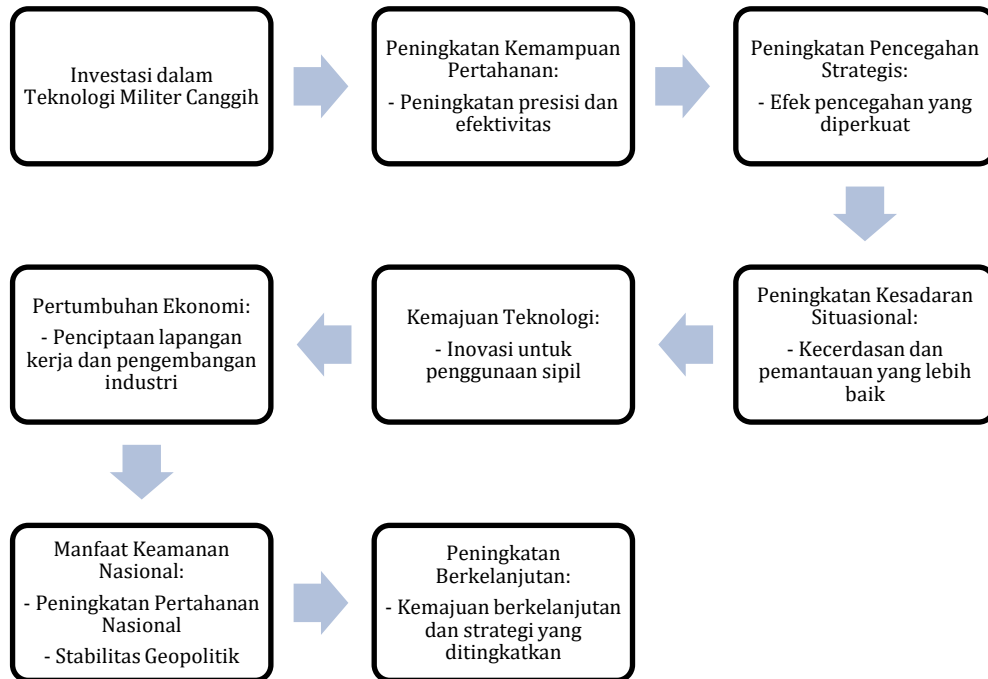 Investasi dalam
Teknologi Militer Canggih
Peningkatan Kemampuan
Pertahanan:
- Peningkatan presisi dan
efektivitas
Peningkatan Pencegahan
Strategis:
- Efek pencegahan yang
diperkuat
Peningkatan Kesadaran
Situasional:
- Kecerdasan dan
pemantauan yang lebih
baik
Kemajuan Teknologi:
- Inovasi untuk
penggunaan sipil
Pertumbuhan Ekonomi:
- Penciptaan lapangan
kerja dan pengembangan
industri
Manfaat Keamanan
Nasional:
- Peningkatan Pertahanan
Nasional
- Stabilitas Geopolitik
Peningkatan
Berkelanjutan:
- Kemajuan berkelanjutan
dan strategi yang
ditingkatkan